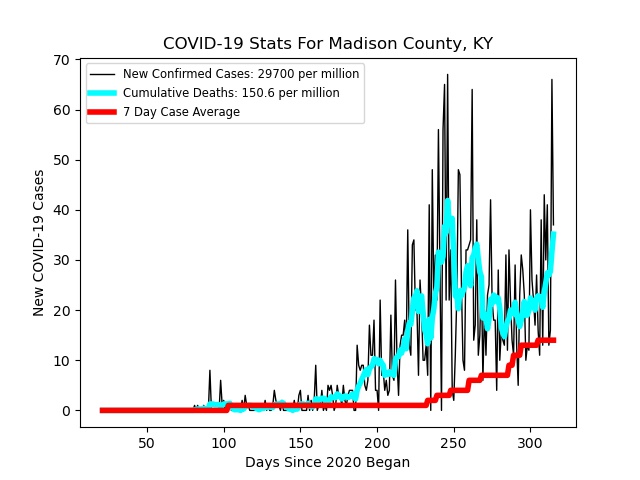 COVID-19 Stats For Madison County, KY
New Confirmed Cases: 29700 per million
Cumulative Deaths: 150.6 per million
7 Day Case Average
70
60
50
40
30
20
10
0
New COVID-19 Cases
50 100 150 200 250 300
Days Since 2020 Began